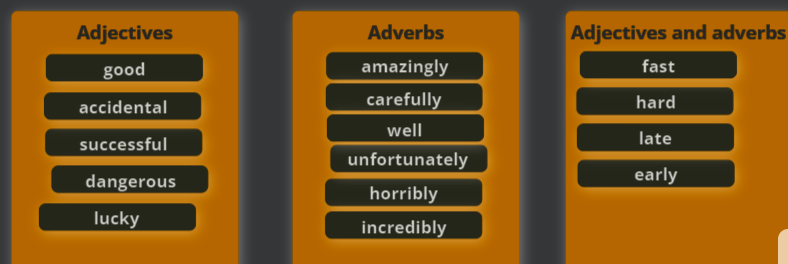 Adjectives
good
accidental
successful
dangerous
lucky
Adverbs
amazingly
carefully
well
unfortunately
horribly
incredibly
Adjectives and adverbs
fast
hard
late
early